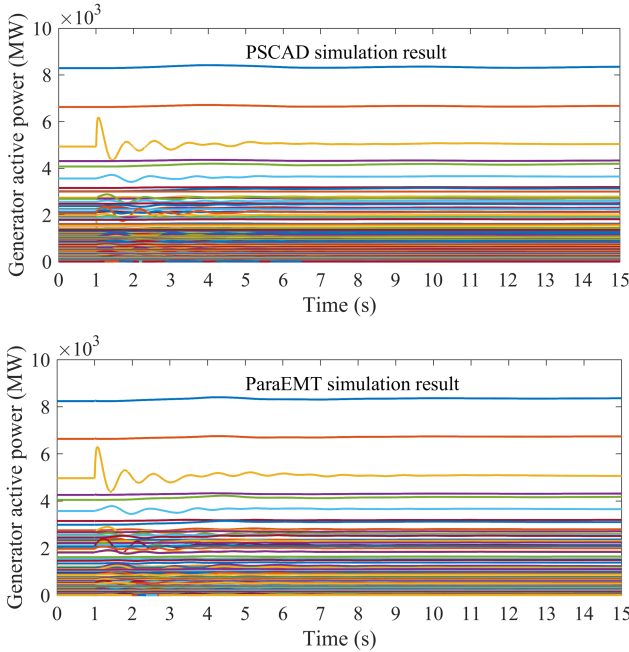 ×10³
PSCAD simulation result
Generator active power (MW)
10
8
6
4
2
0
0 1 2 3 4 5 6 7 8 9 10 11 12 13 14 15
Time (s)
×10³
ParaEMT simulation result
Generator active power (MW)
10
8
6
4
2
0
0 1 2 3 4 5 6 7 8 9 10 11 12 13 14 15
Time (s)